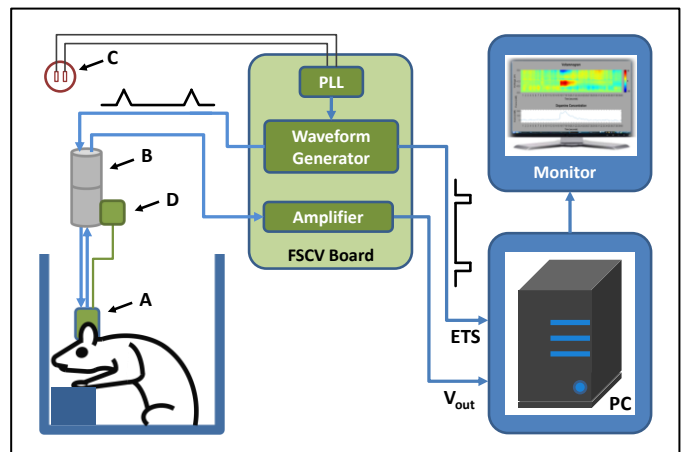 C
PLL
Waveform
Generator
B
D
Amplifier
FSCV Board
Monitor
A
ETS
V_out
PC